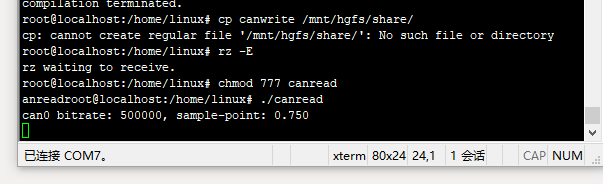 compilation terminated.
root@localhost:/home/linux# cp canwrite /mnt/hgfs/share/
cp: cannot create regular file '/mnt/hgfs/share/': No such file or directory
root@localhost:/home/linux# rz -E
rz waiting to receive.
root@localhost:/home/linux# chmod 777 canread
anreadroot@localhost:/home/linux# ./canread
can0 bitrate: 500000, sample-point: 0.750
已连接 COM7。 xterm 80x24 24,1 1 会话 CAP NUM